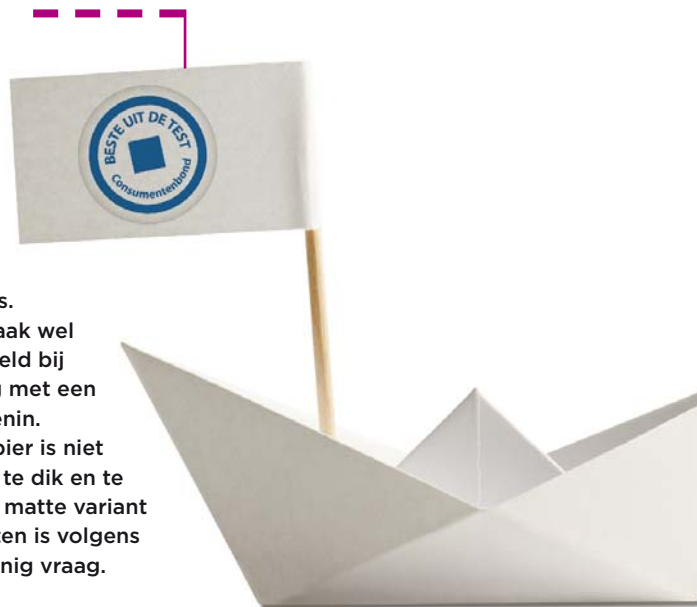 BESTE UIT DE TEST
Consumentenbond
s.
aak wel
eld bij
g met een
enin.
pier is niet
te dik en te
matte variant
ten is volgens
nig vraag.